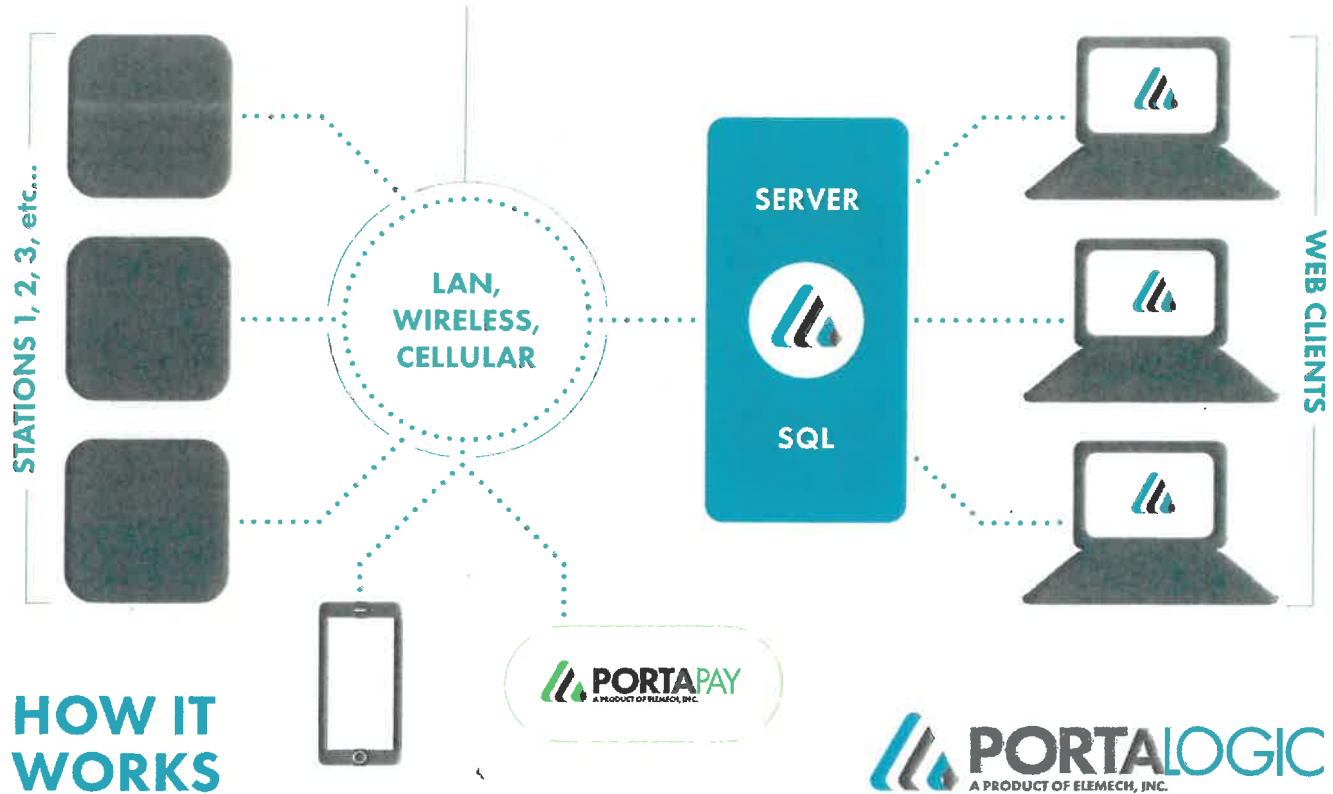 STATIONS 1, 2, 3, etc...
LAN,
WIRELESS,
CELLULAR
SERVER
SQL
WEB CLIENTS
PORTAPAY
A PRODUCT OF ELEMECH, INC.
HOW IT
WORKS
PORTALOGIC
A PRODUCT OF ELEMECH, INC.